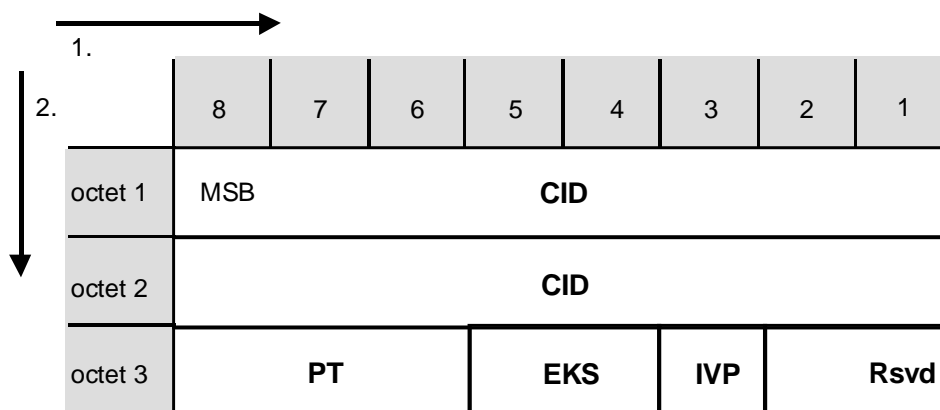 1.
2.
8 7 6 5 4 3 2 1
octet 1 MSB CID
octet 2 CID
octet 3 PT EKS IVP Rsvd